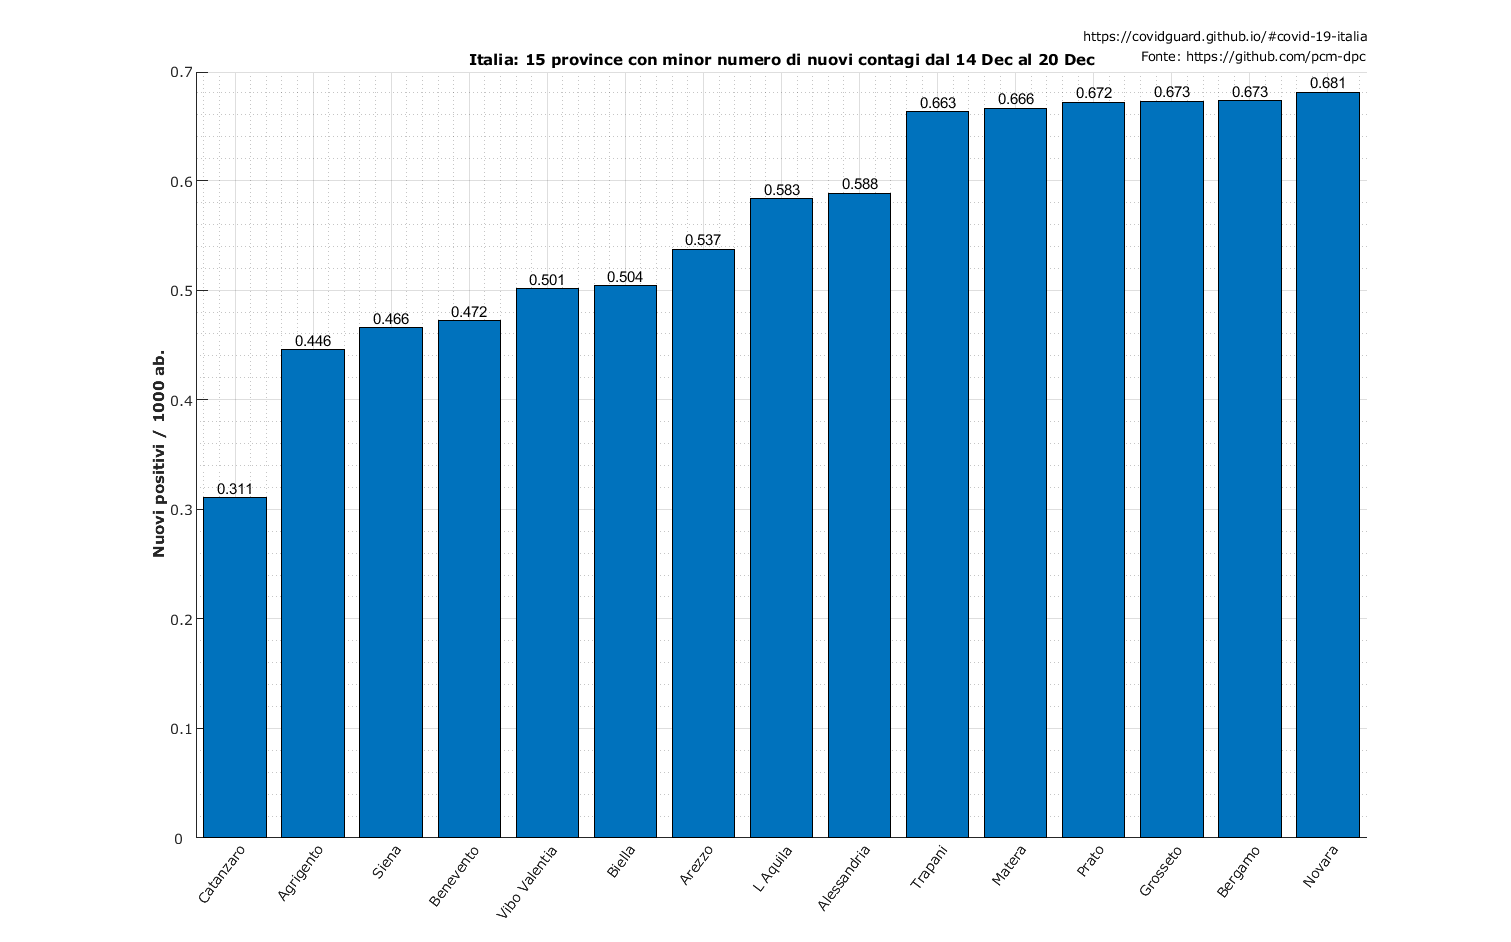 https://covidguard.github.io/#covid-19-italia
Italia: 15 province con minor numero di nuovi contagi dal 14 Dec al 20 Dec
Fonte: https://github.com/pcm-dpc
Nuovi positivi / 1000 ab.
0.7
0.6
0.5
0.4
0.3
0.2
0.1
0
0.311
0.446
0.466
0.472
0.501
0.504
0.537
0.583
0.588
0.663
0.666
0.672
0.673
0.673
0.681
Catanzaro
Agrigento
Siena
Benevento
Vibo Valentia
Biella
Arezzo
L Aquila
Alessandria
Trapani
Matera
Prato
Grosseto
Bergamo
Novara